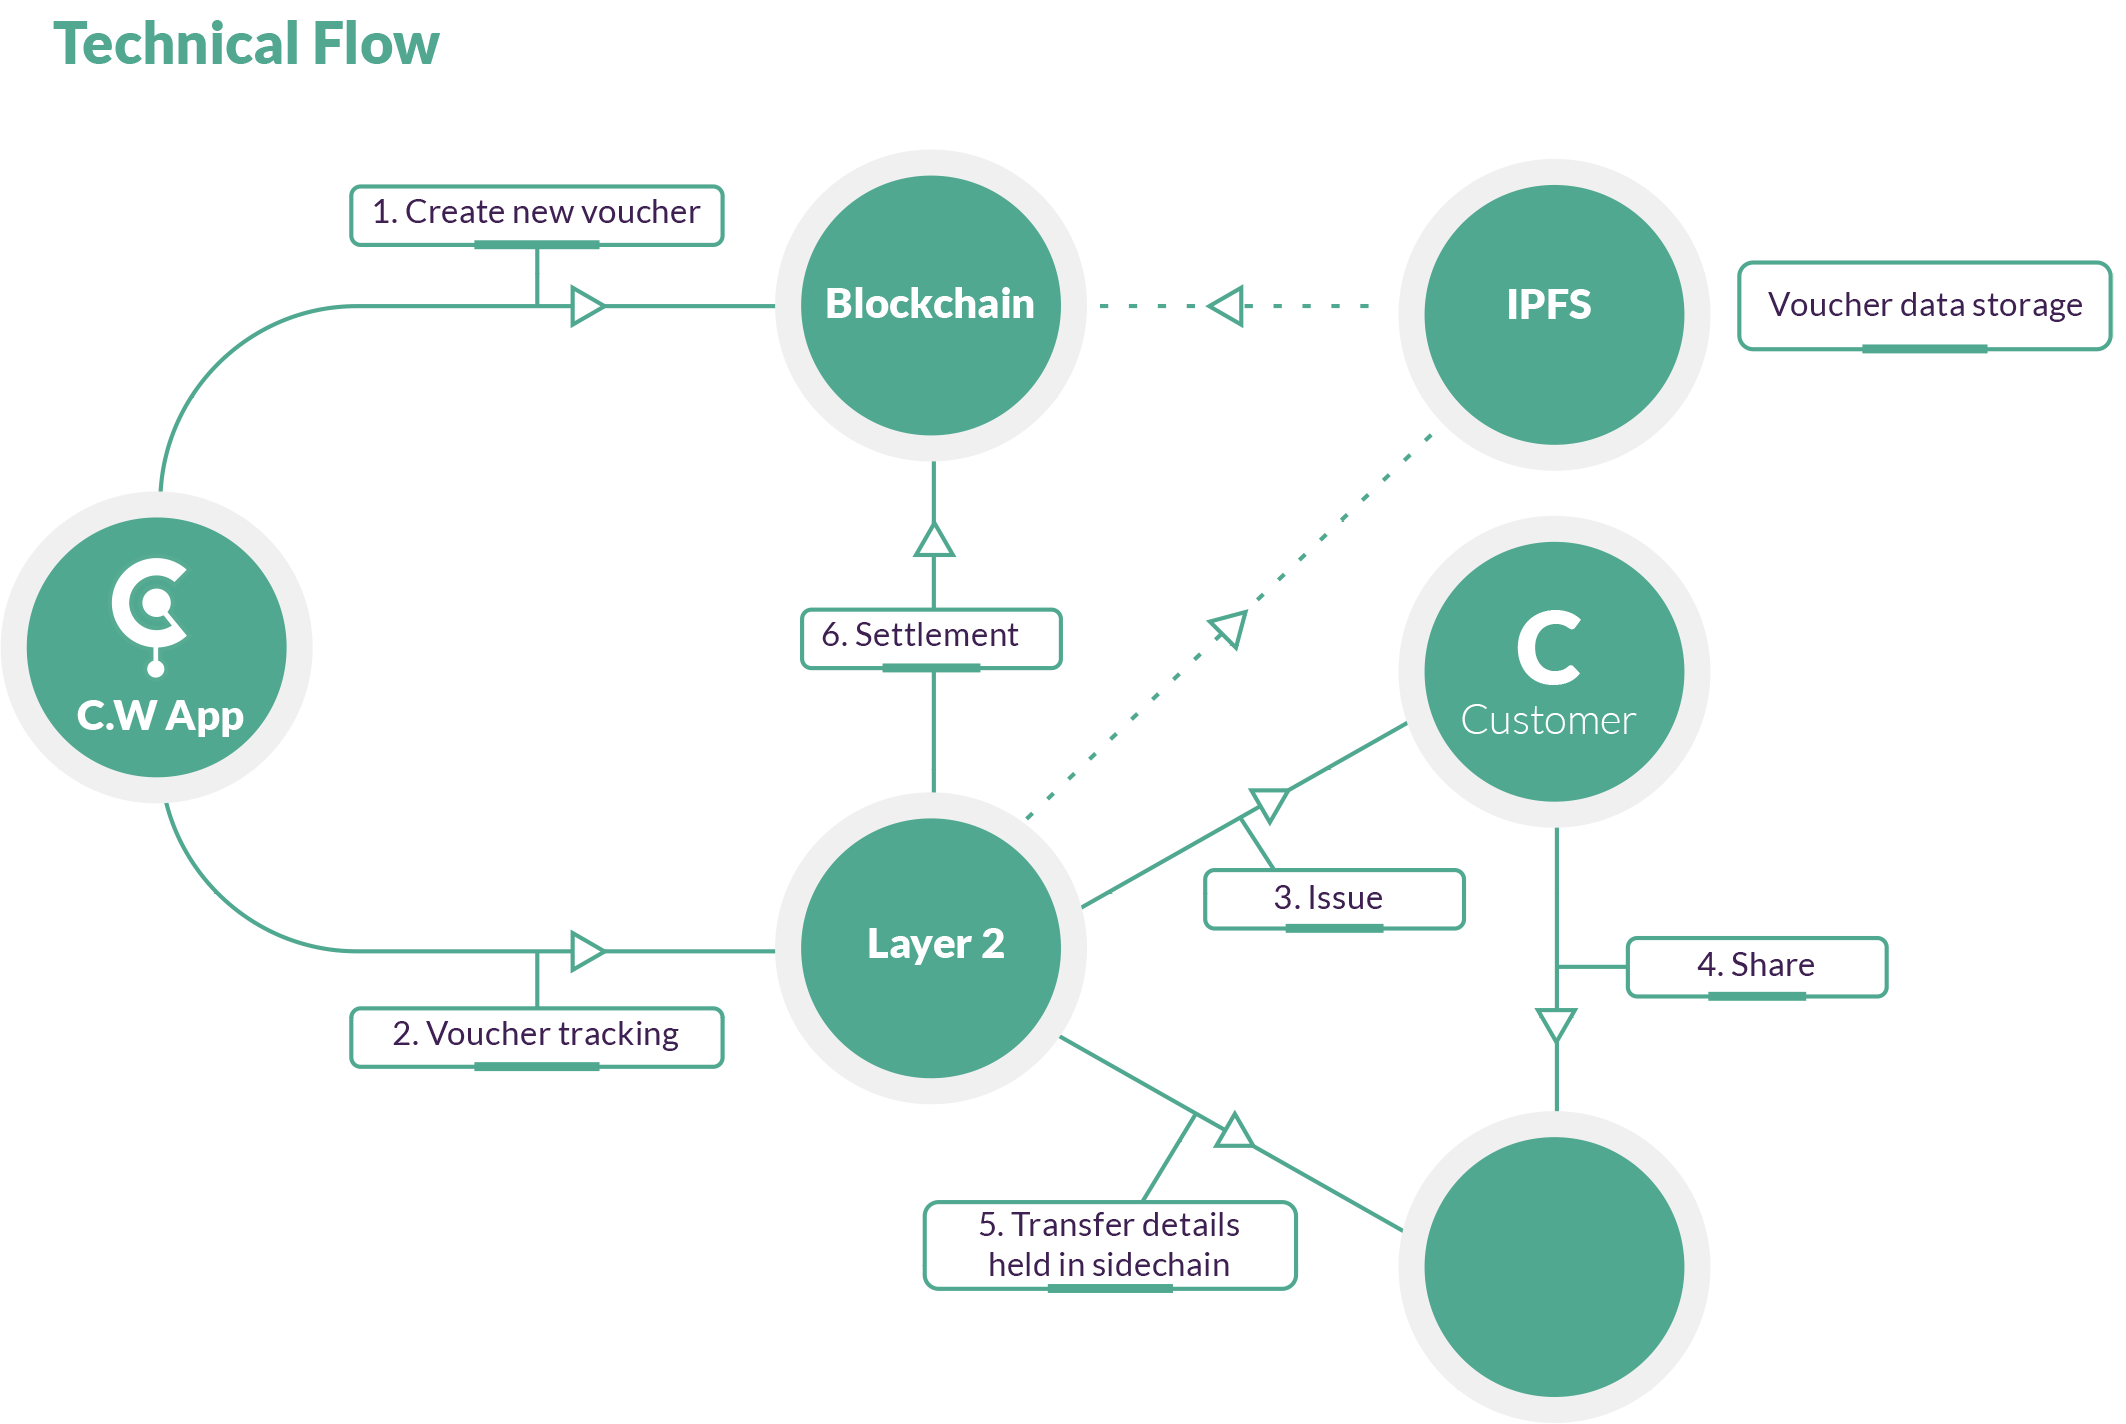 Technical Flow
1. Create new voucher
Blockchain
IPFS
Voucher data storage
C.W App
6. Settlement
C
Customer
Layer 2
3. Issue
4. Share
2. Voucher tracking
5. Transfer details
held in sidechain